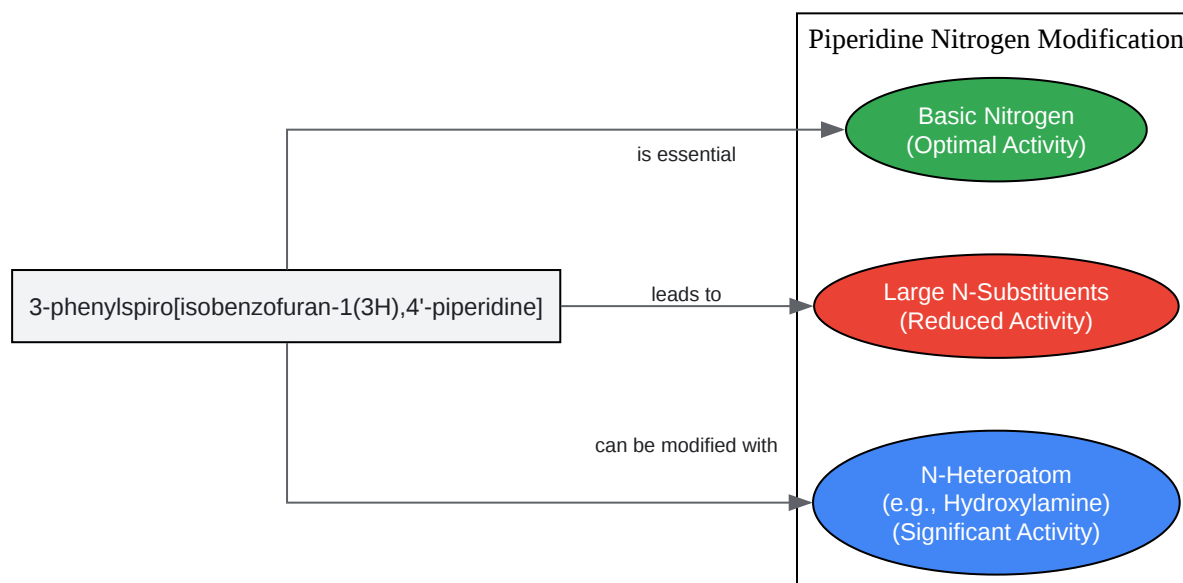 Piperidine Nitrogen Modification
Basic Nitrogen
(Optimal Activity)
is essential
3-phenylspiro[isobenzofuran-1(3H),4'-piperidine]
leads to
Large N-Substituents
(Reduced Activity)
can be modified with
N-Heteroatom
(e.g., Hydroxylamine)
(Significant Activity)